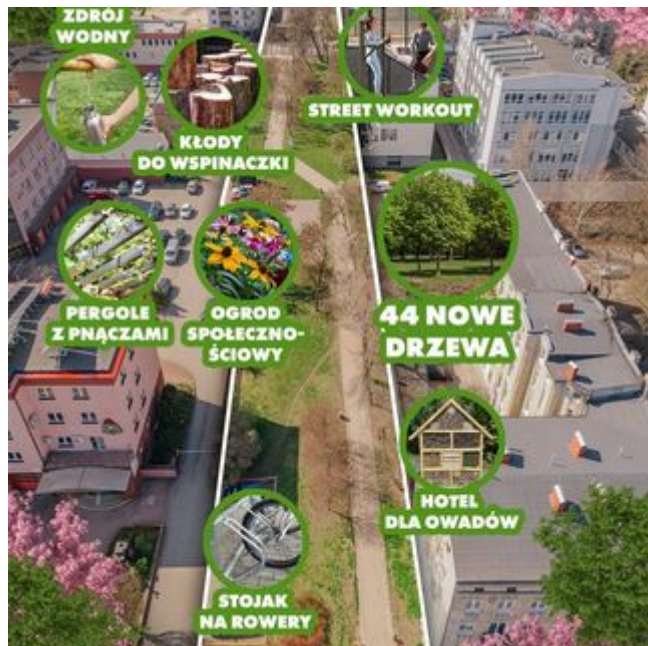 ZDRÓJ
WODNY
KŁODY
DO WSPINACZKI
STREET WORKOUT
PERGOLE
Z PNĄCZAMI
OGROD
SPOŁECZNO-
ŚCIOWY
44 NOWE
DRZEWA
HOTEL
DLA OWADÓW
STOJAK
NA ROWERY